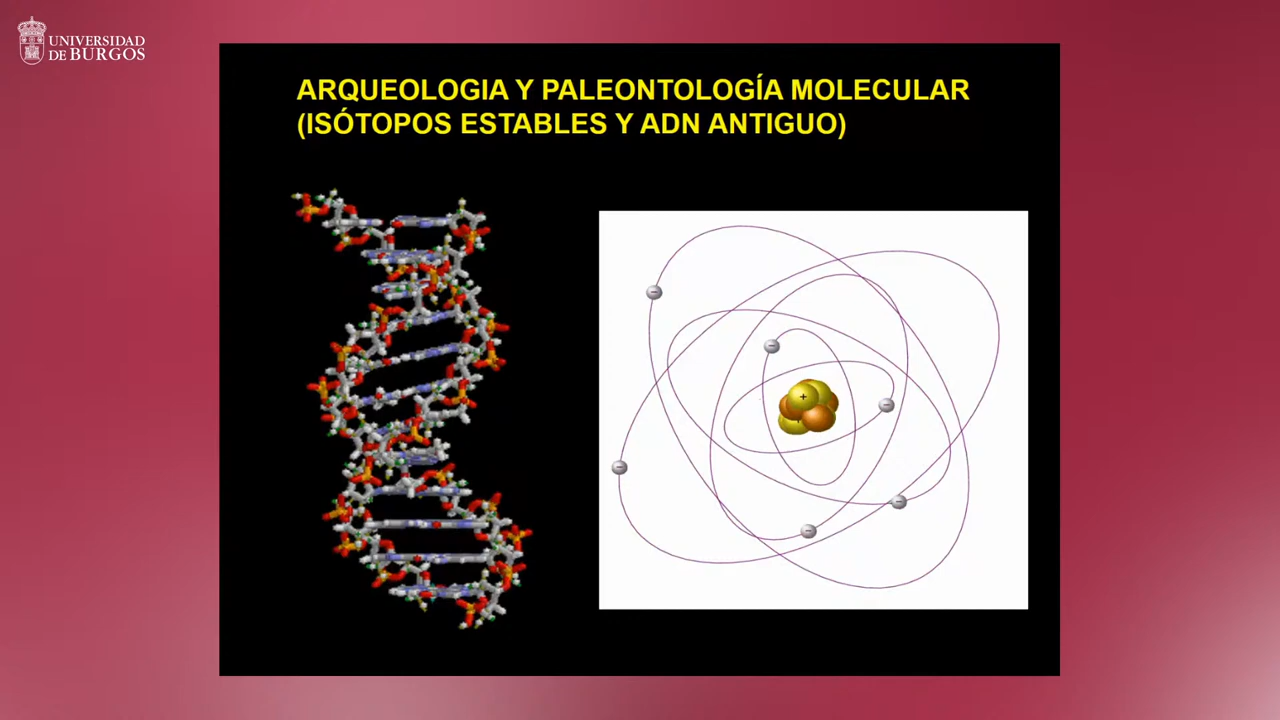 UNIVERSIDAD
DE BURGOS
ARQUEOLOGIA Y PALEONTOLOGÍA MOLECULAR
(ISÓTOPOS ESTABLES Y ADN ANTIGUO)